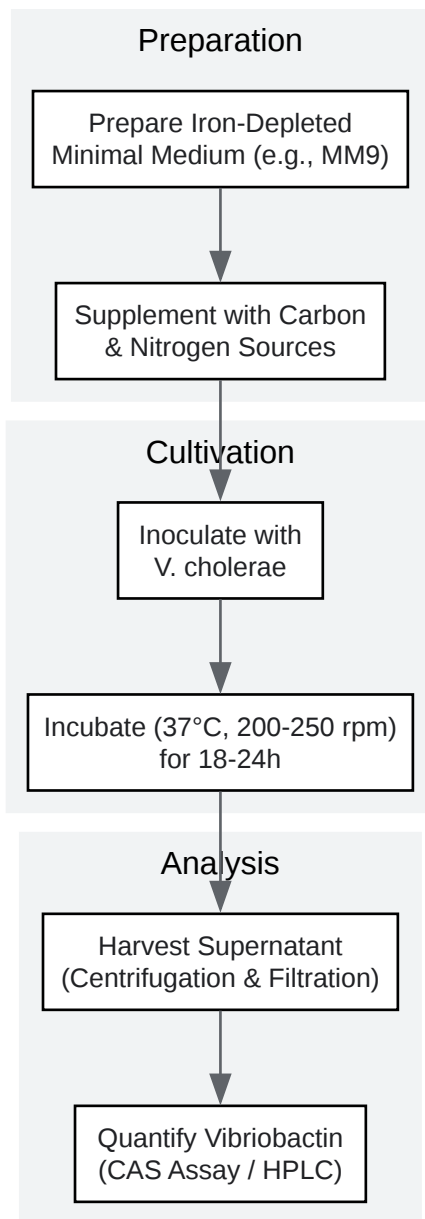 Preparation
Prepare Iron-Depleted
Minimal Medium (e.g., MM9)
Supplement with Carbon
& Nitrogen Sources
Cultivation
Inoculate with
V. cholerae
Incubate (37°C, 200-250 rpm)
for 18-24h
Analysis
Harvest Supernatant
(Centrifugation & Filtration)
Quantify Vibriobactin
(CAS Assay / HPLC)